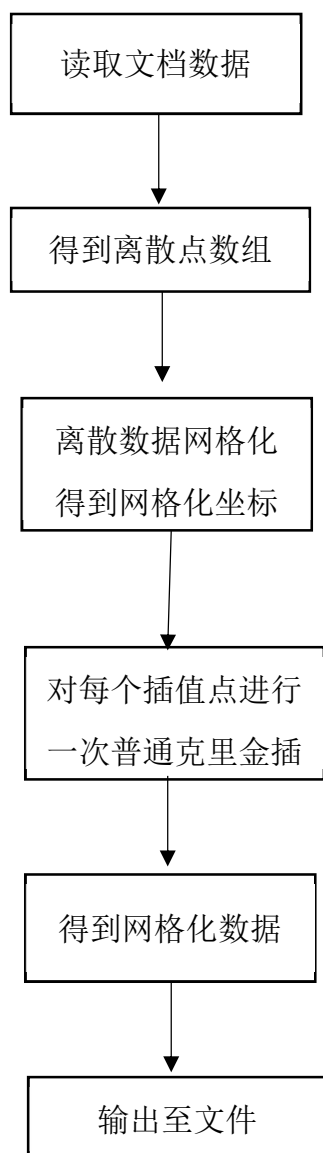 读取文档数据
得到离散点数组
离散数据网格化
得到网格化坐标
对每个插值点进行
一次普通克里金插
得到网格化数据
输出至文件